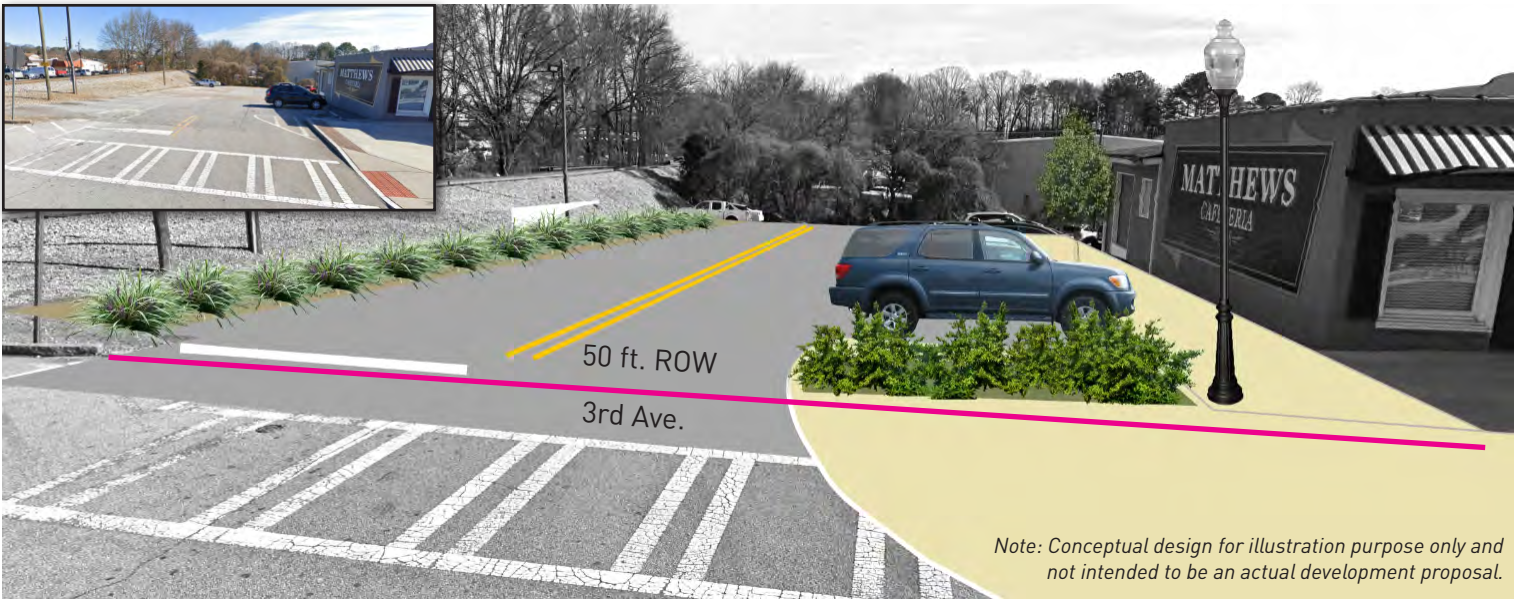 MATTHEWS
CAFETERIA
50 ft. ROW
MATTHEWS
CAFETERIA
3rd Ave.
Note: Conceptual design for illustration purpose only and
not intended to be an actual development proposal.